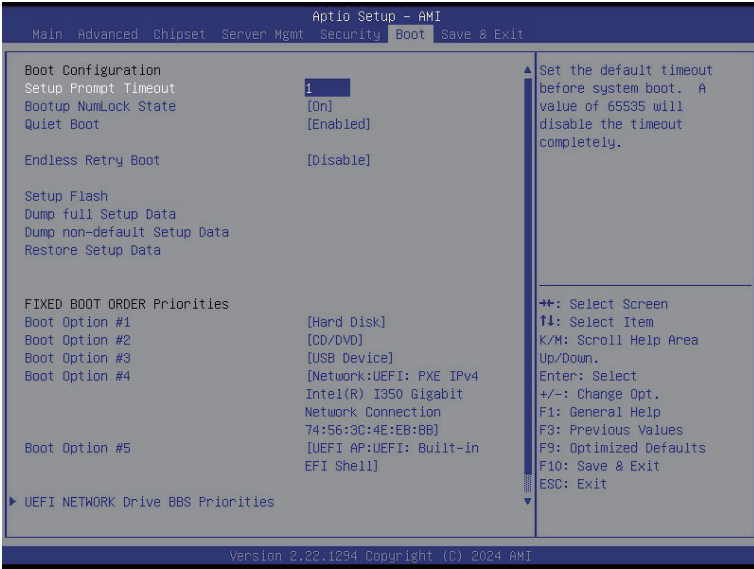 Aptio Setup – AMI
Main Advanced Chipset Server Mgmt Security Boot Save & Exit
Boot Configuration
Setup Prompt Timeout 1
Bootup NumLock State [On]
Quiet Boot [Enabled]
Endless Retry Boot [Disable]
Setup Flash
Dump full Setup Data
Dump non-default Setup Data
Restore Setup Data
FIXED BOOT ORDER Priorities
Boot Option #1 [Hard Disk]
Boot Option #2 [CD/DVD]
Boot Option #3 [USB Device]
Boot Option #4 [Network:UEFI: PXE IPv4
Intel(R) I350 Gigabit
Network Connection
74:56:3C:4E:EB:BB]
Boot Option #5 [UEFI AP:UEFI: Built-in
EFI Shell]
UEFI NETWORK Drive BBS Priorities
Set the default timeout
before system boot. A
value of 65535 will
disable the timeout
completely.
→←: Select Screen
↑↓: Select Item
K/M: Scroll Help Area
Up/Down.
Enter: Select
+/-: Change Opt.
F1: General Help
F3: Previous Values
F9: Optimized Defaults
F10: Save & Exit
ESC: Exit
Version 2.22.1294 Copyright (C) 2024 AMI